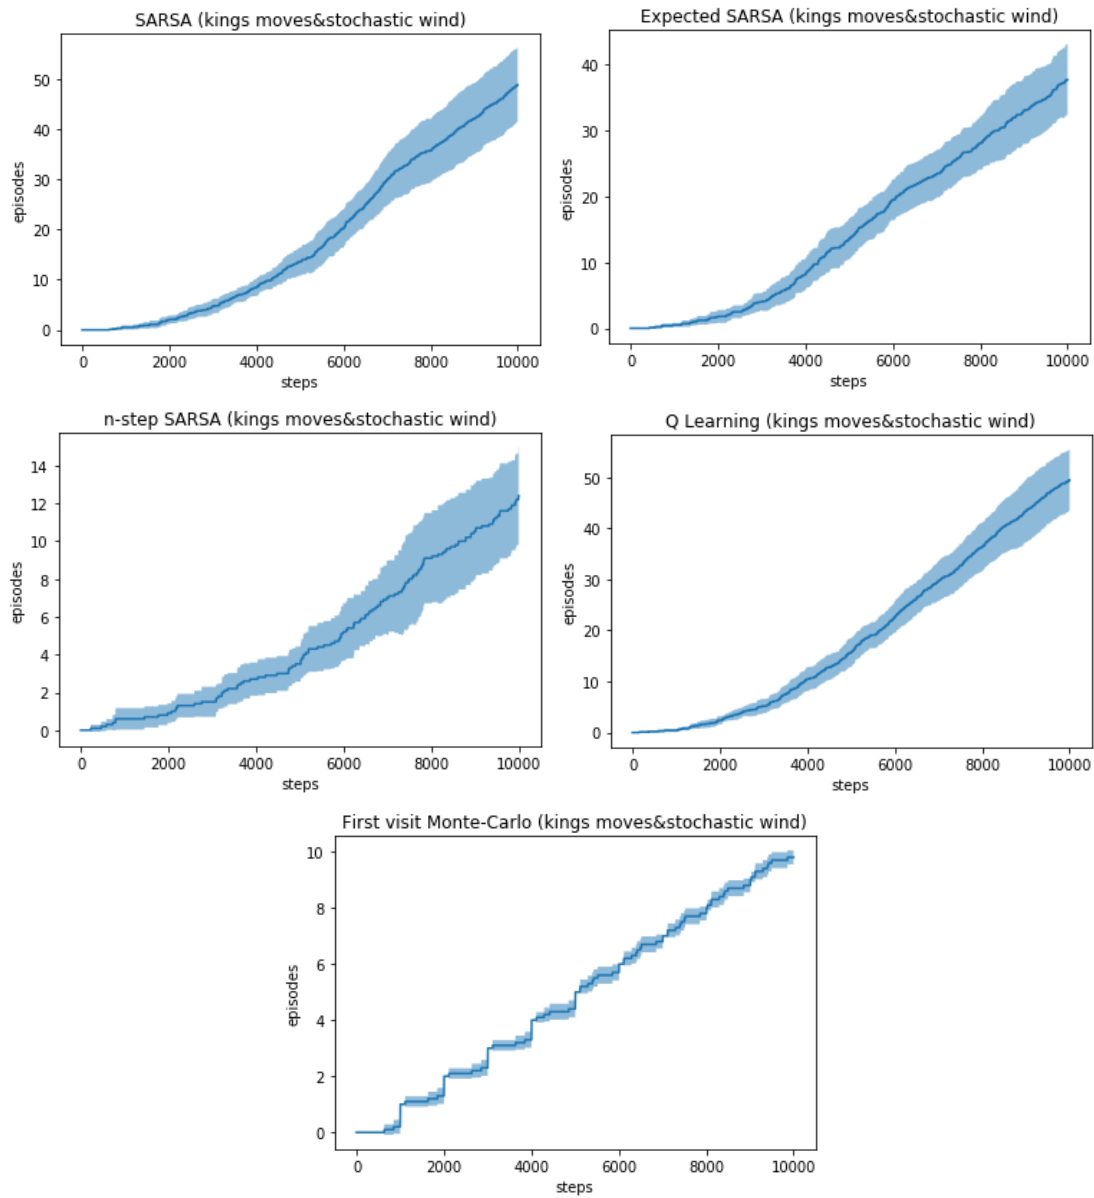 SARSA (kings moves&stochastic wind)
50
40
30
20
10
0
episodes
0 2000 4000 6000 8000 10000
steps
Expected SARSA (kings moves&stochastic wind)
40
30
20
10
0
episodes
0 2000 4000 6000 8000 10000
steps
n-step SARSA (kings moves&stochastic wind)
14
12
10
8
6
4
2
0
episodes
0 2000 4000 6000 8000 10000
steps
Q Learning (kings moves&stochastic wind)
50
40
30
20
10
0
episodes
0 2000 4000 6000 8000 10000
steps
First visit Monte-Carlo (kings moves&stochastic wind)
10
8
6
4
2
0
episodes
0 2000 4000 6000 8000 10000
steps